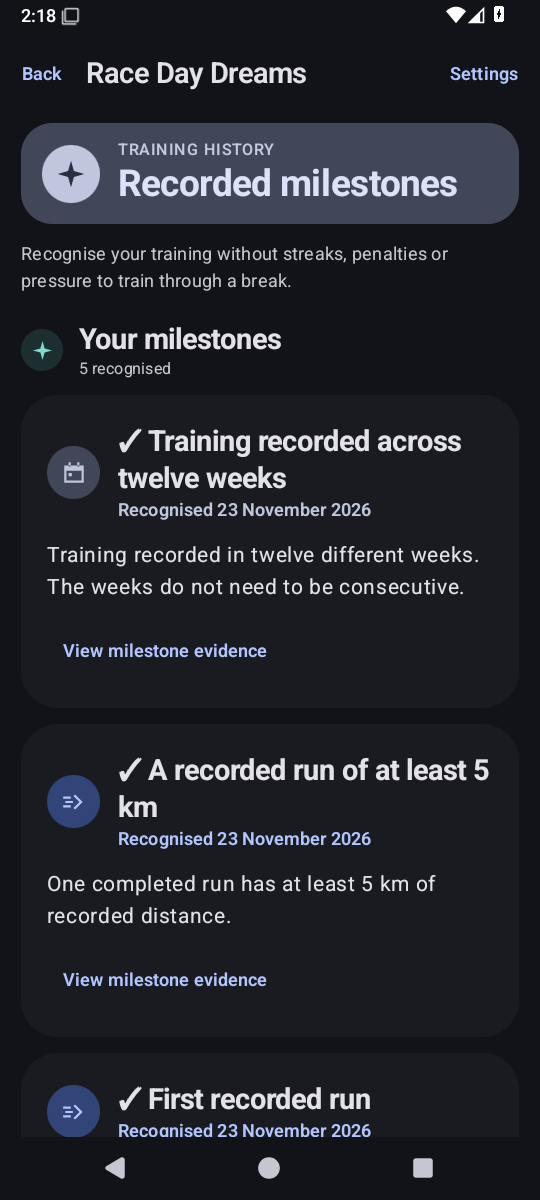 2:18
Back Race Day Dreams Settings
TRAINING HISTORY
Recorded milestones
Recognise your training without streaks, penalties or
pressure to train through a break.
Your milestones
5 recognised
✓ Training recorded across
twelve weeks
Recognised 23 November 2026
Training recorded in twelve different weeks.
The weeks do not need to be consecutive.
View milestone evidence
✓ A recorded run of at least 5
km
Recognised 23 November 2026
One completed run has at least 5 km of
recorded distance.
View milestone evidence
✓ First recorded run
Recognised 23 November 2026